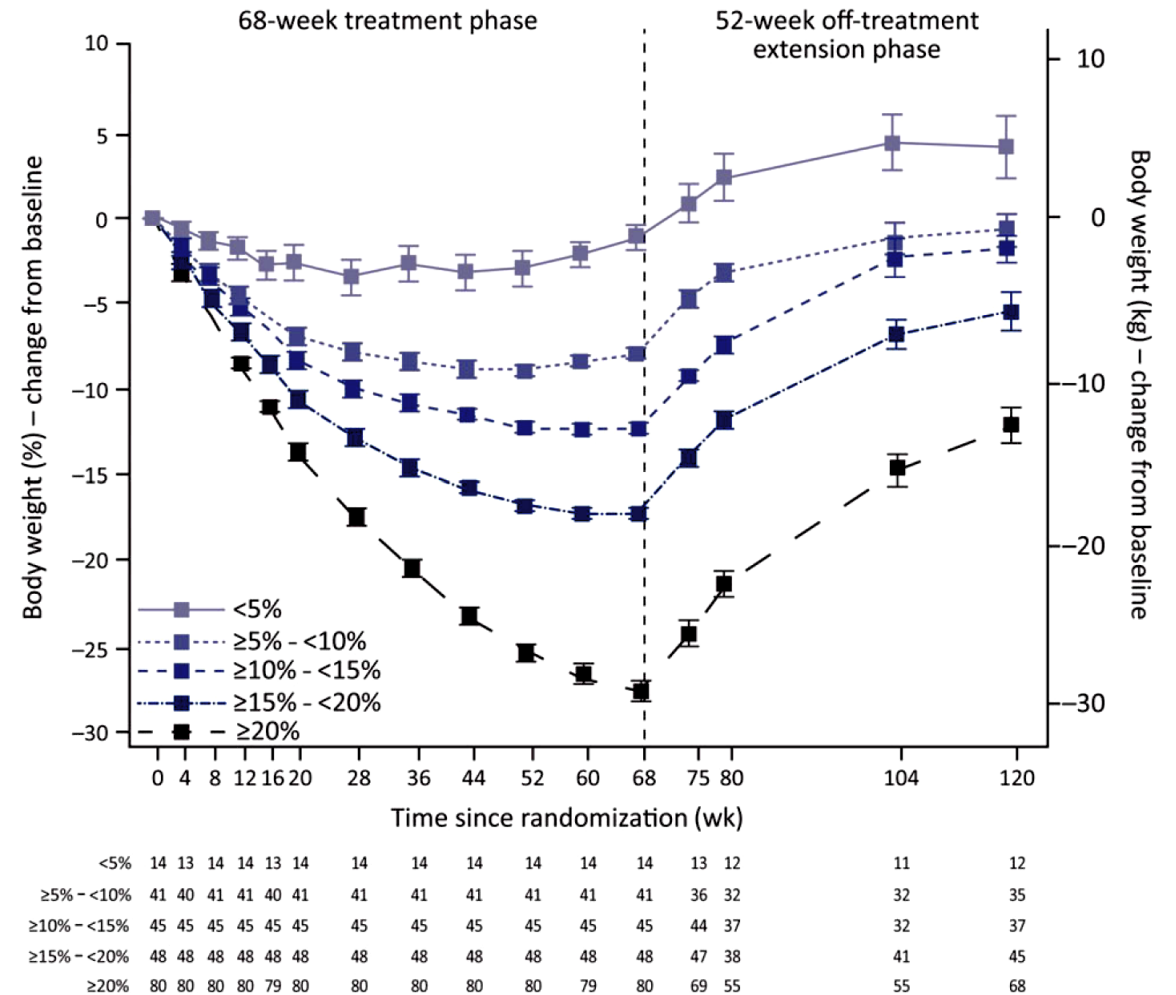 68-week treatment phase
52-week off-treatment
extension phase
Body weight (%) – change from baseline
10
5
0
−5
−10
−15
−20
−25
−30
10
0
−10
−20
−30
Body weight (kg) – change from baseline
<5%
≥5% - <10%
≥10% - <15%
≥15% - <20%
≥20%
0 4 8 12 16 20 28 36 44 52 60 68 75 80 104 120
Time since randomization (wk)
<5% 14 13 14 14 13 14 14 14 14 14 14 14 13 12 11 12
≥5% – <10% 41 40 41 41 40 41 41 41 41 41 41 41 36 32 32 35
≥10% – <15% 45 45 45 45 45 45 45 45 45 45 45 45 44 37 32 37
≥15% – <20% 48 48 48 48 48 48 48 48 48 48 48 48 47 38 41 45
≥20% 80 80 80 80 79 80 80 80 80 80 79 80 69 55 55 68